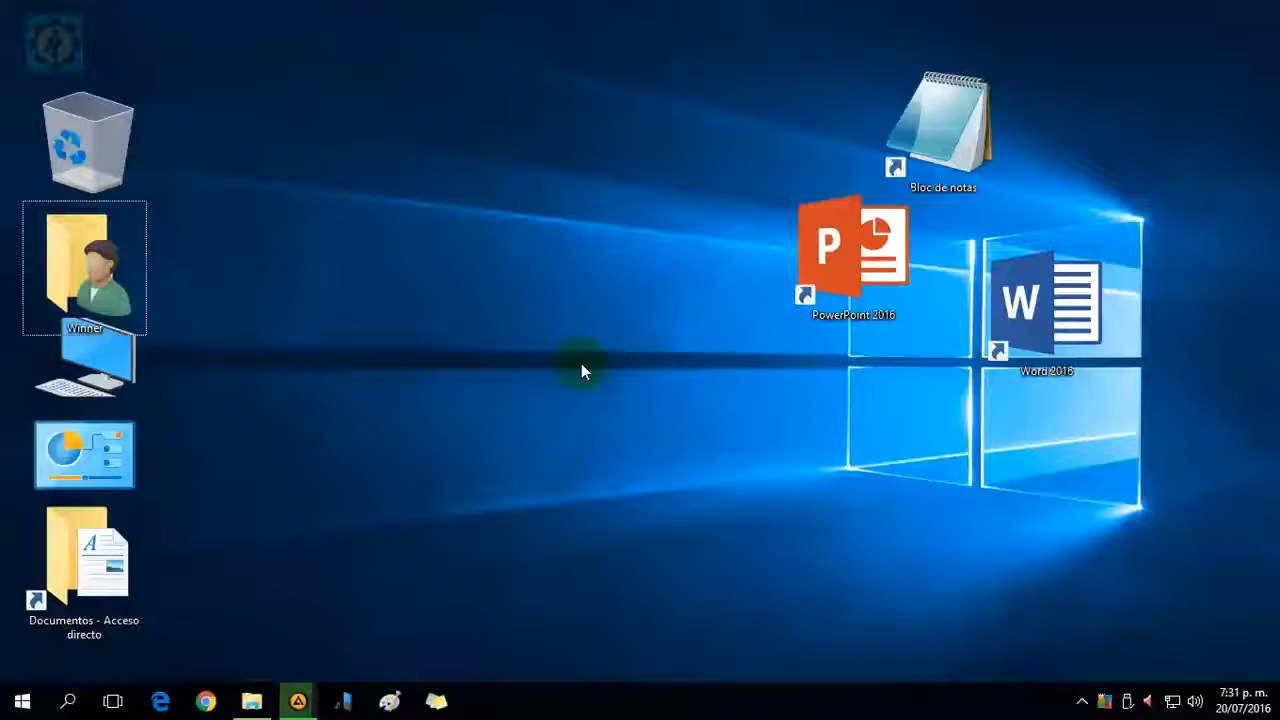 Bloc de notas
P
PowerPoint 2016
W
Word 2016
Winner
A
Documentos - Acceso
directo
7:31 p. m.
20/07/2016